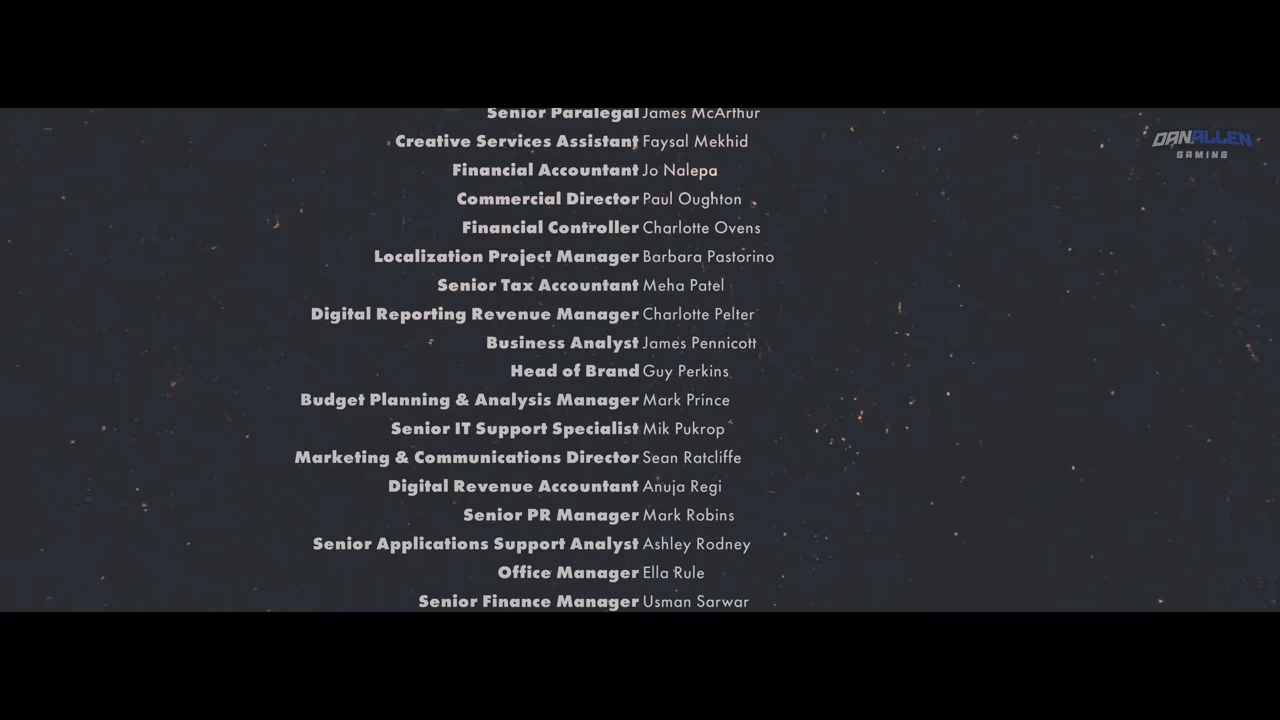 Senior Paralegal James McArthur
Creative Services Assistant Faysal Mekhid
Financial Accountant Jo Nalepa
Commercial Director Paul Oughton
Financial Controller Charlotte Ovens
Localization Project Manager Barbara Pastorino
Senior Tax Accountant Meha Patel
Digital Reporting Revenue Manager Charlotte Pelter
Business Analyst James Pennicott
Head of Brand Guy Perkins
Budget Planning & Analysis Manager Mark Prince
Senior IT Support Specialist Mik Pukrop
Marketing & Communications Director Sean Ratcliffe
Digital Revenue Accountant Anuja Regi
Senior PR Manager Mark Robins
Senior Applications Support Analyst Ashley Rodney
Office Manager Ella Rule
Senior Finance Manager Usman Sarwar
DANALLEN
GAMING